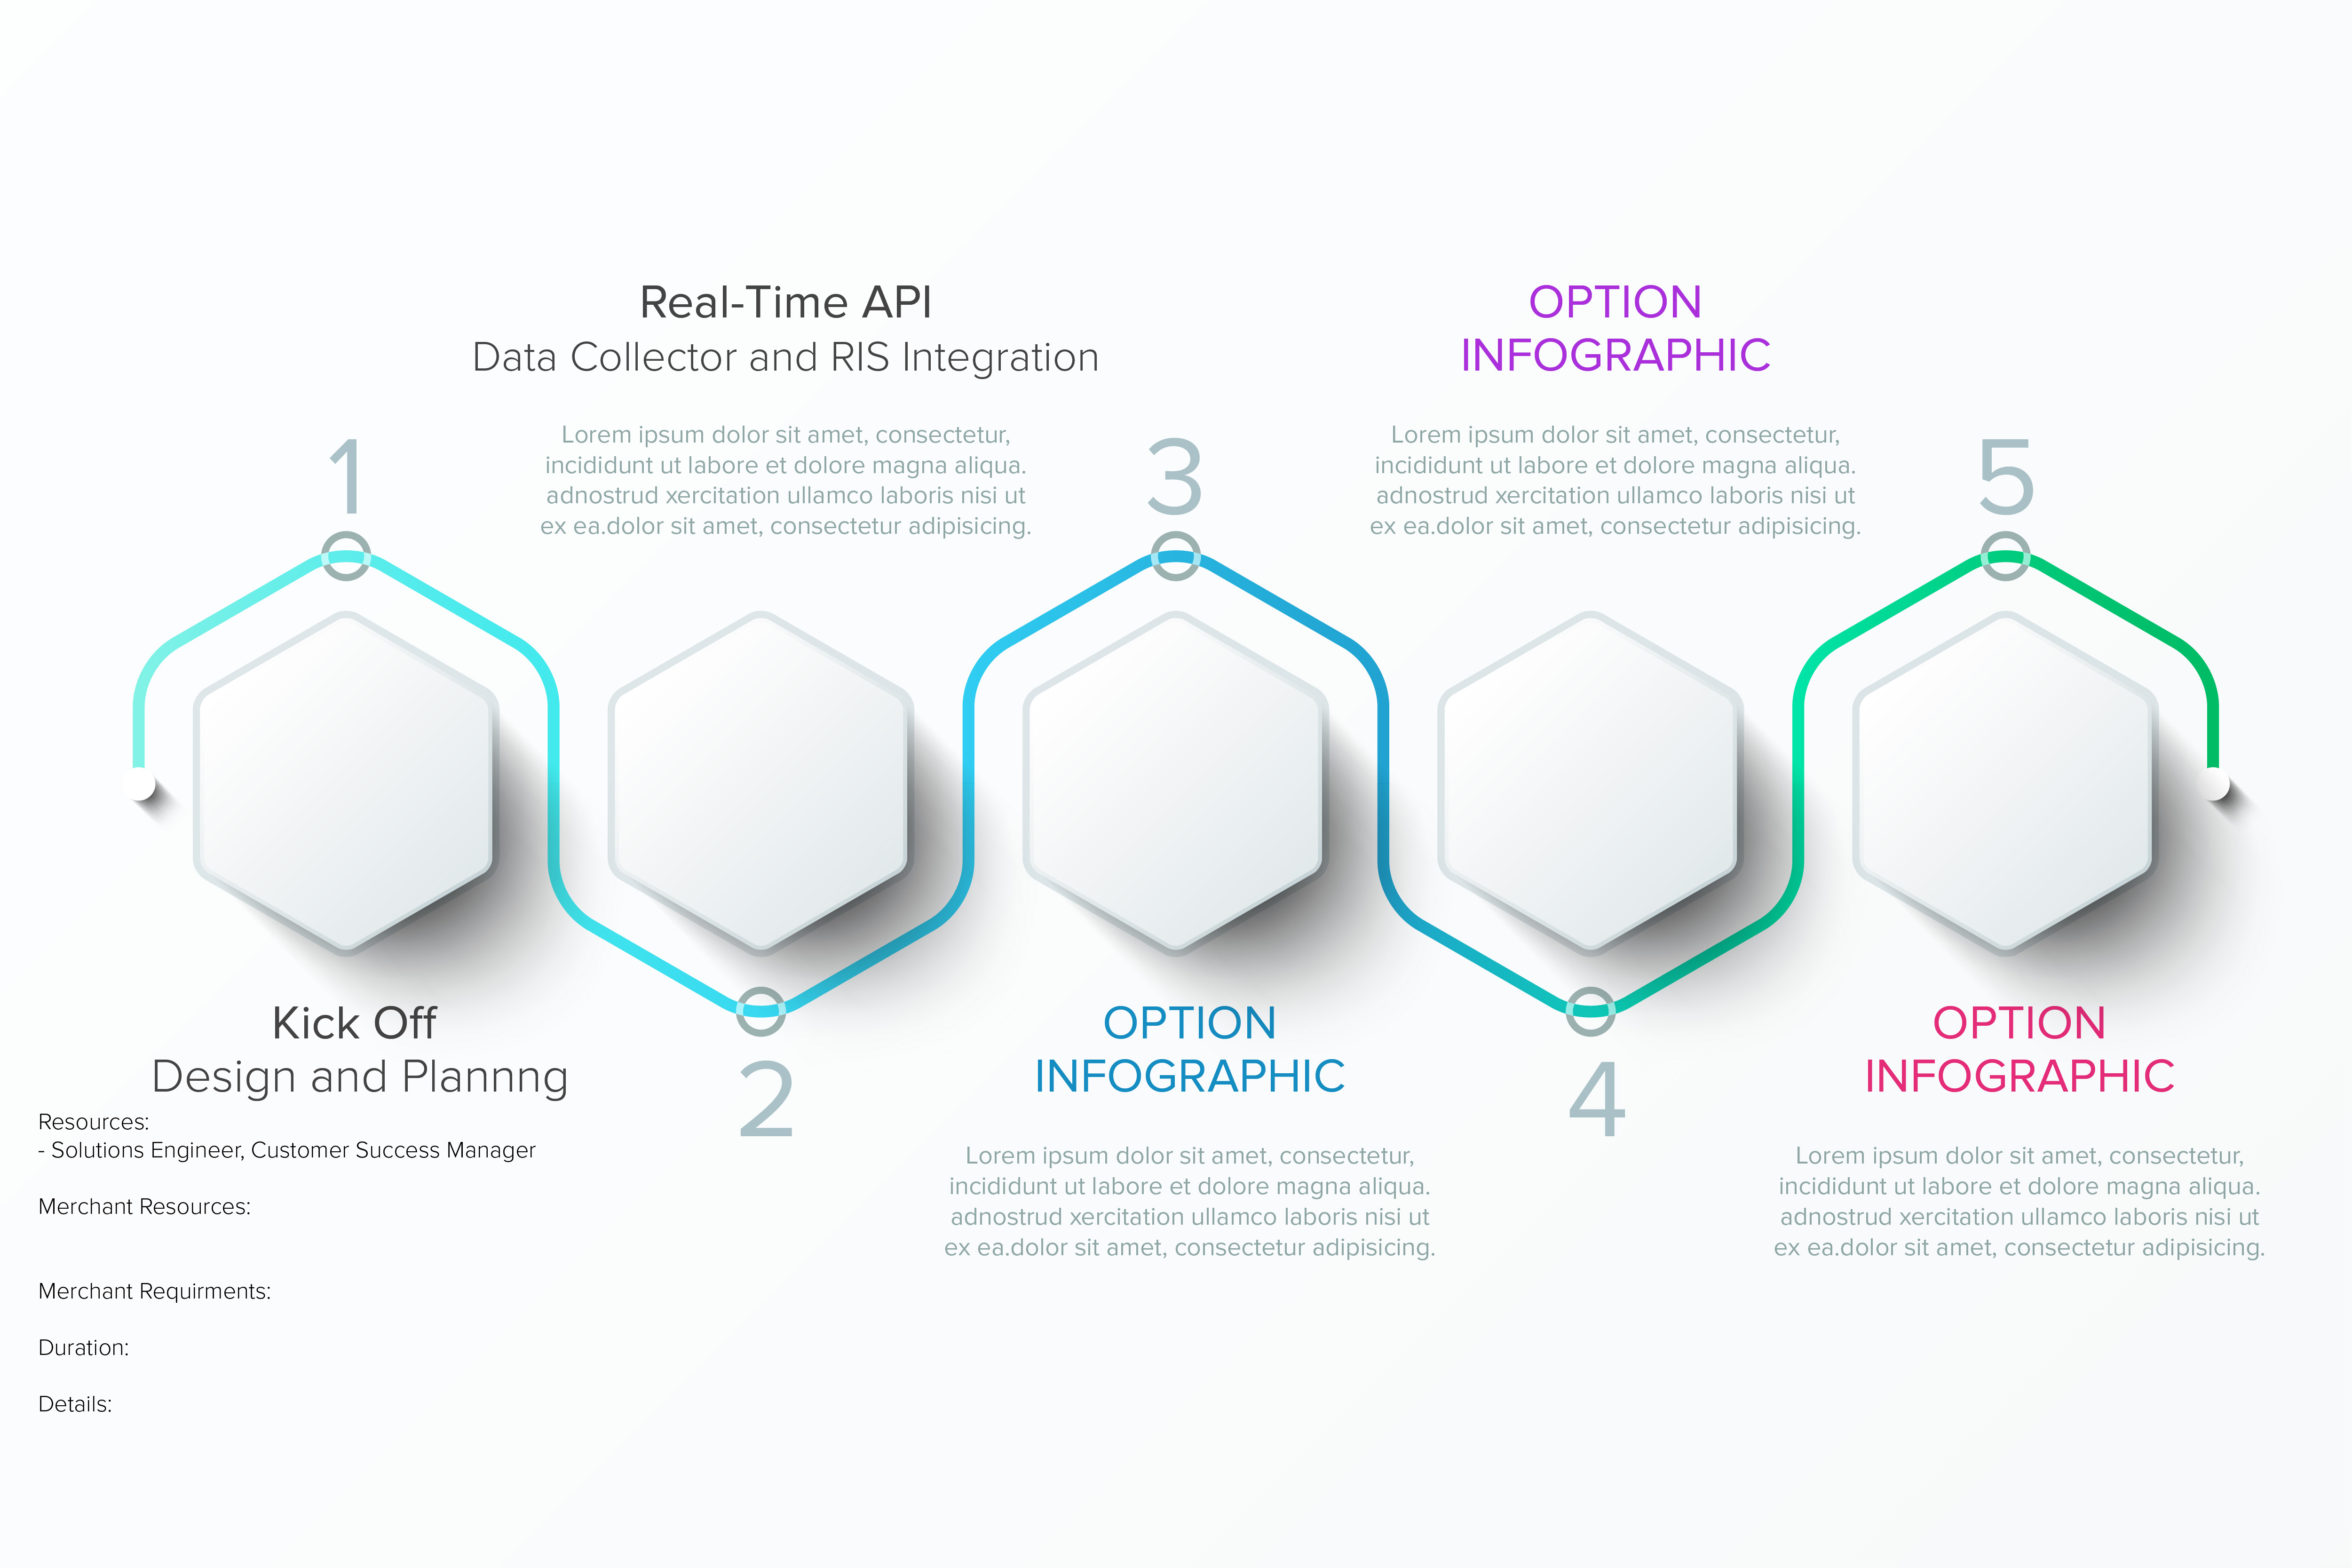 Real-Time API
Data Collector and RIS Integration
Lorem ipsum dolor sit amet, consectetur,
incididunt ut labore et dolore magna aliqua.
adnostrud xercitation ullamco laboris nisi ut
ex ea.dolor sit amet, consectetur adipisicing.
OPTION
INFOGRAPHIC
Lorem ipsum dolor sit amet, consectetur,
incididunt ut labore et dolore magna aliqua.
adnostrud xercitation ullamco laboris nisi ut
ex ea.dolor sit amet, consectetur adipisicing.
1
3
5
Kick Off
Design and Plannng
Resources:
- Solutions Engineer, Customer Success Manager
Merchant Resources:
Merchant Requirments:
Duration:
Details:
2
OPTION
INFOGRAPHIC
Lorem ipsum dolor sit amet, consectetur,
incididunt ut labore et dolore magna aliqua.
adnostrud xercitation ullamco laboris nisi ut
ex ea.dolor sit amet, consectetur adipisicing.
4
OPTION
INFOGRAPHIC
Lorem ipsum dolor sit amet, consectetur,
incididunt ut labore et dolore magna aliqua.
adnostrud xercitation ullamco laboris nisi ut
ex ea.dolor sit amet, consectetur adipisicing.